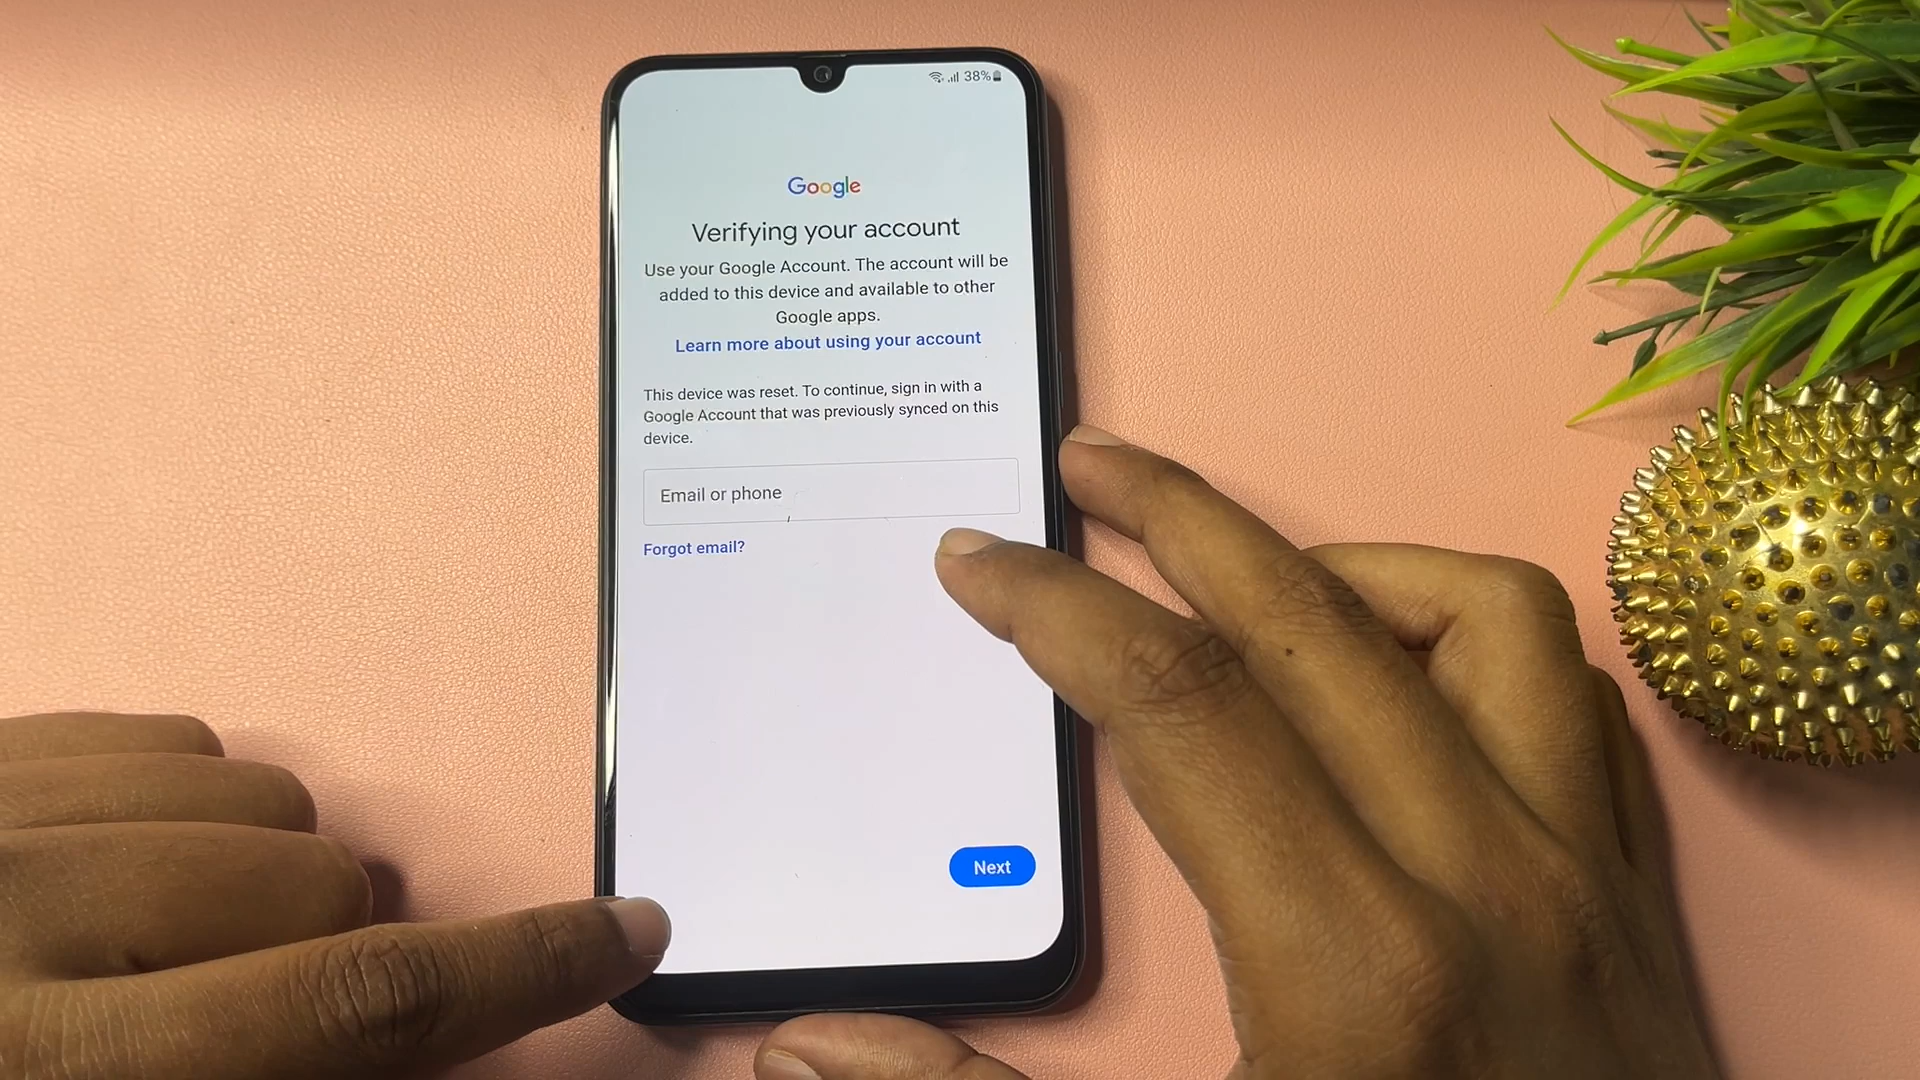 38%
Google
Verifying your account
Use your Google Account. The account will be
added to this device and available to other
Google apps.
Learn more about using your account
This device was reset. To continue, sign in with a
Google Account that was previously synced on this
device.
Email or phone
Forgot email?
Next